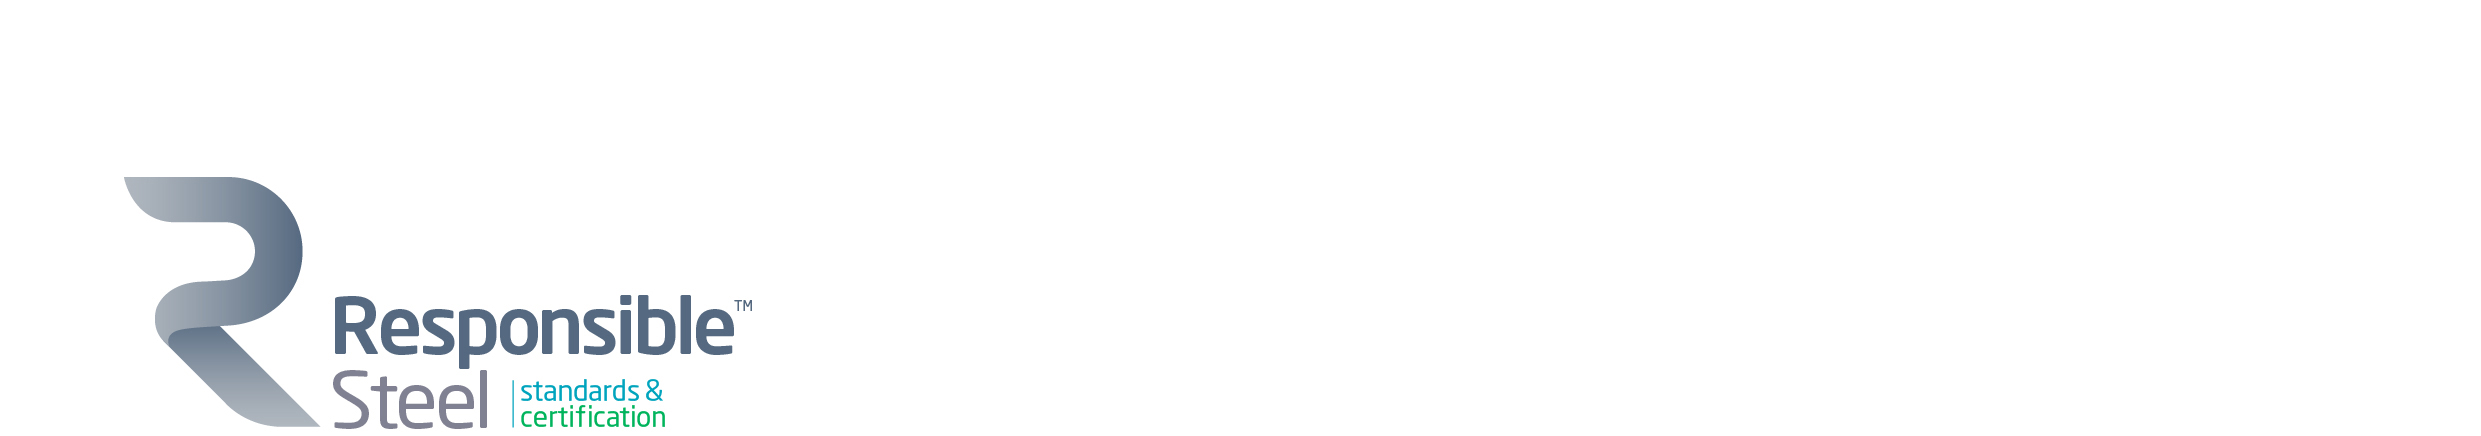 Responsible™
Steel
standards &
certification